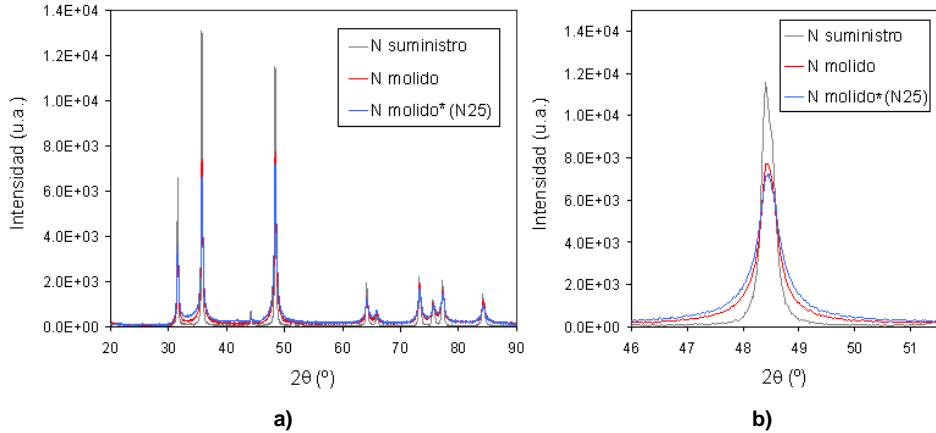 1.4E+04
1.2E+04
1.0E+04
8.0E+03
6.0E+03
4.0E+03
2.0E+03
0.0E+00
Intensidad (u.a.)
N suministro
N molido
N molido* (N25)
20 30 40 50 60 70 80 90
2θ (º)
a)
1.4E+04
1.2E+04
1.0E+04
8.0E+03
6.0E+03
4.0E+03
2.0E+03
0.0E+00
Intensidad (u.a.)
N suministro
N molido
N molido* (N25)
46 47 48 49 50 51
2θ (º)
b)